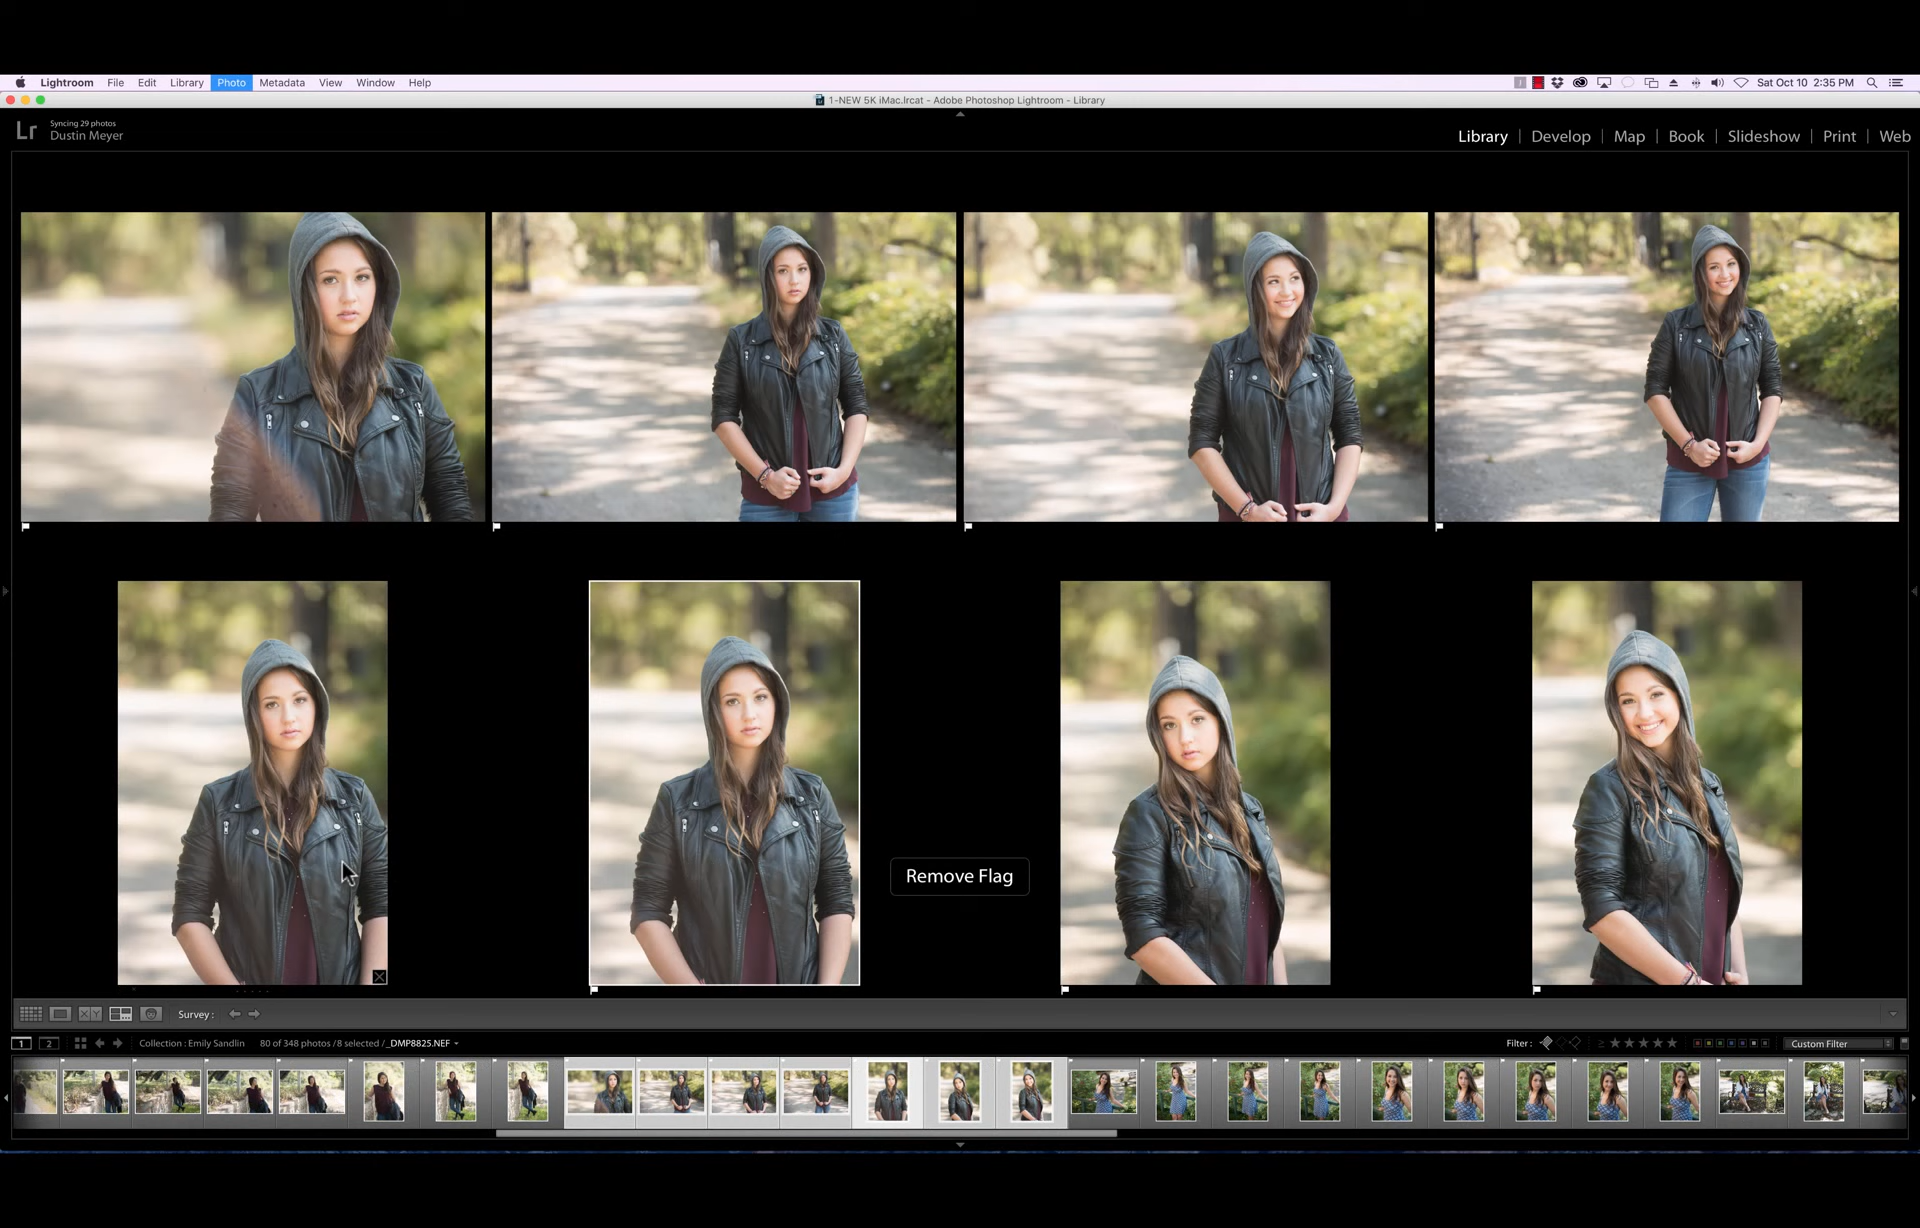 Lightroom File Edit Library Photo Metadata View Window Help
Sat Oct 10 2:35 PM
1-NEW 5K iMac.lrcat - Adobe Photoshop Lightroom - Library
Lr
Syncing 29 photos
Dustin Meyer
Library | Develop | Map | Book | Slideshow | Print | Web
Remove Flag
XY
Survey :
1 2
Collection : Emily Sandlin
80 of 348 photos / 8 selected / _DMP8825.NEF
Filter :
≥ ★★★★★
Custom Filter